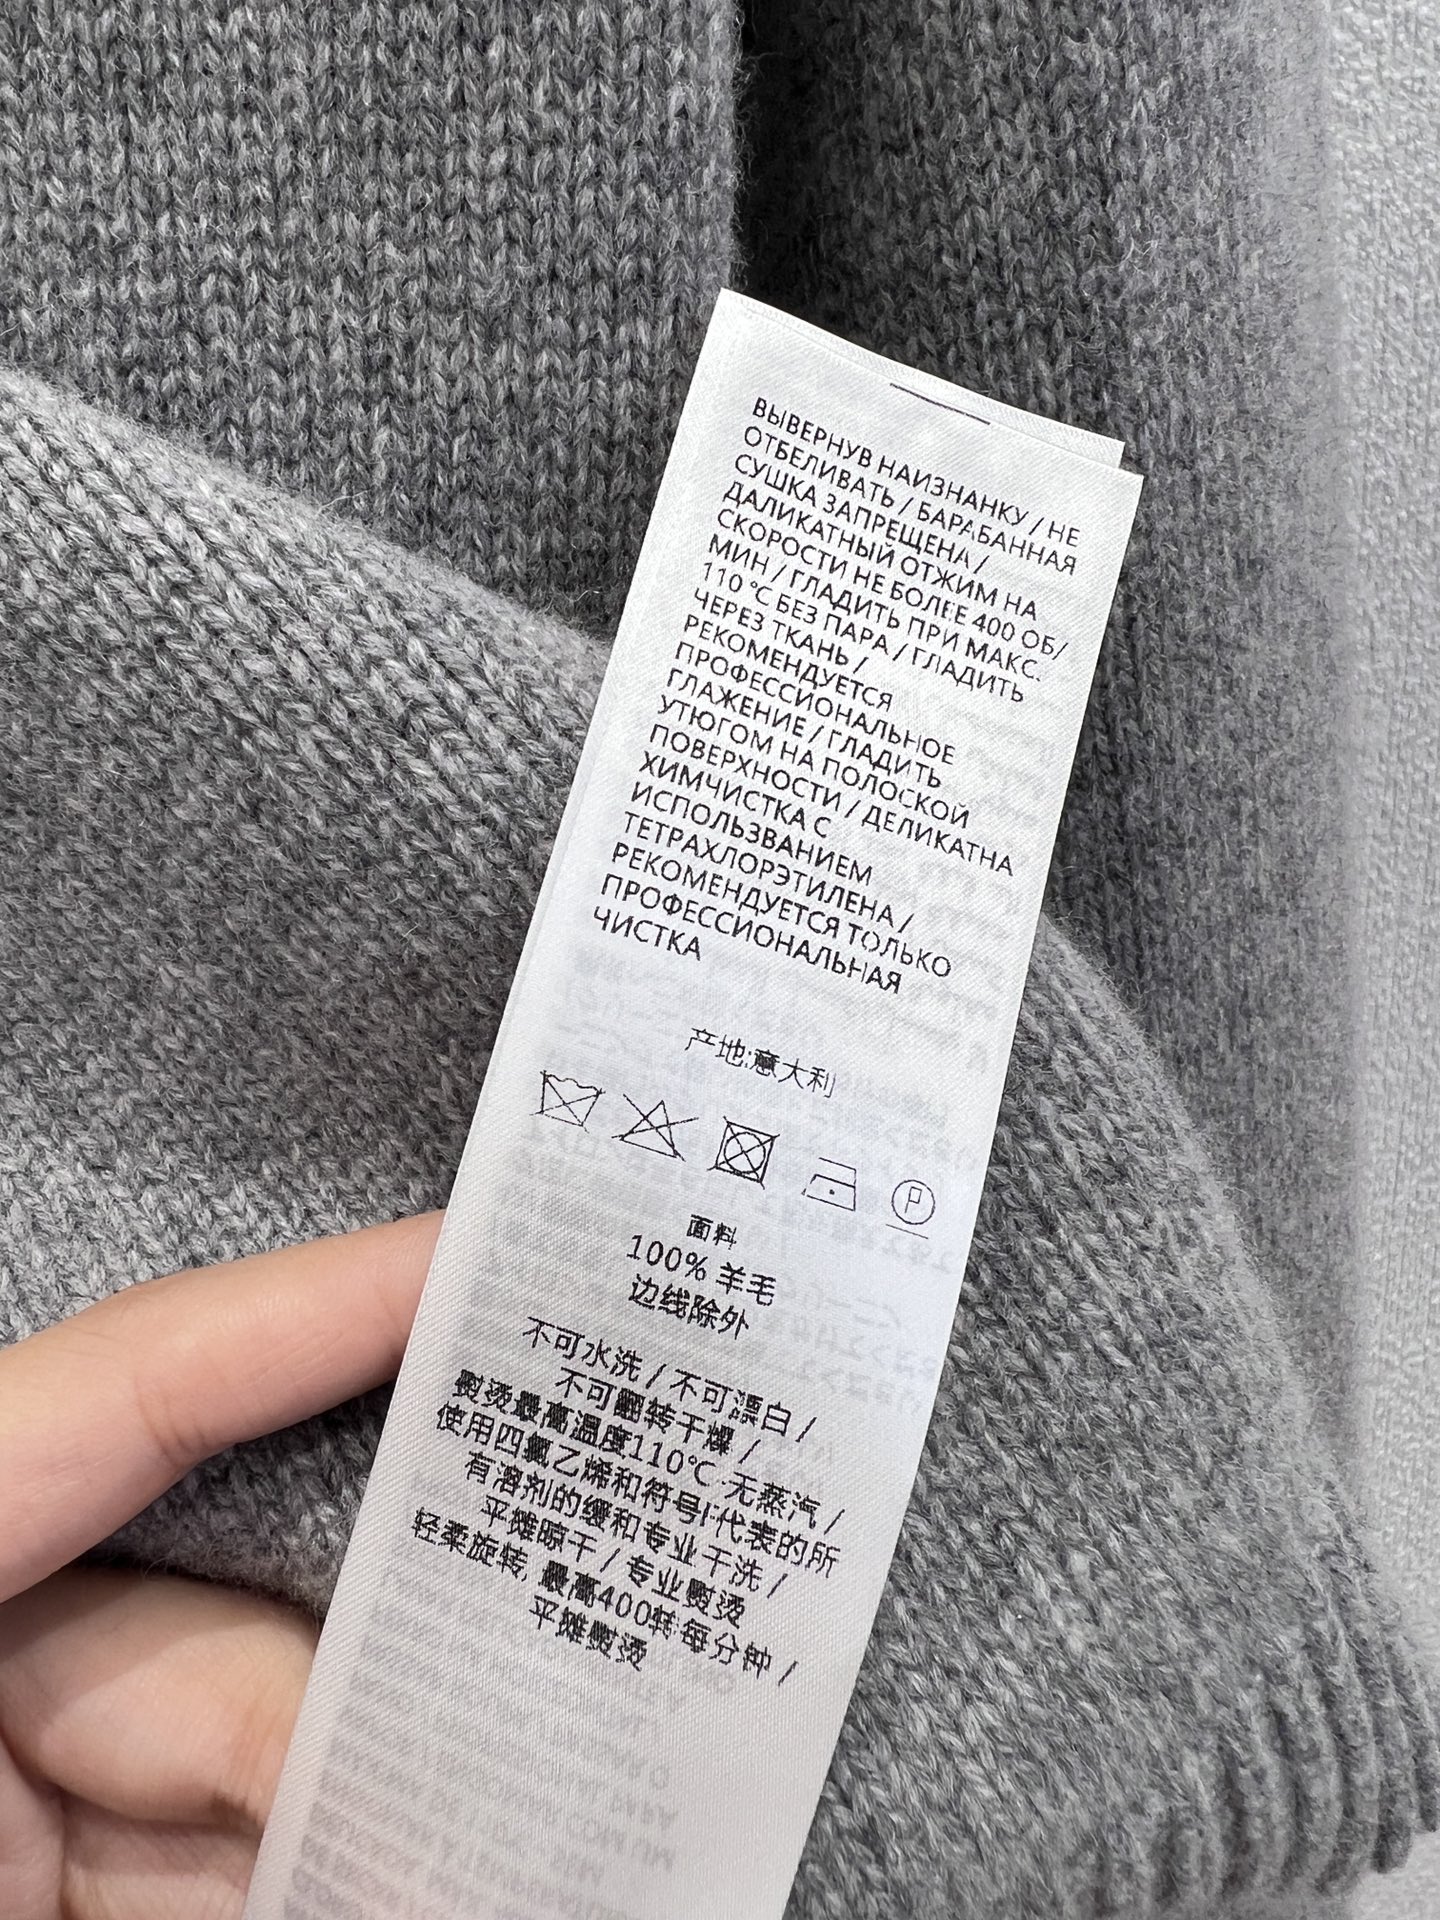 ВЫВЕРНУВ НАИЗНАНКУ / НЕ
ОТБЕЛИВАТЬ / БАРАБАННАЯ
СУШКА ЗАПРЕЩЕНА /
ДАЛИКАТНЫЙ ОТЖИМ НА
СКОРОСТИ НЕ БОЛЕЕ 400 ОБ/
МИН / ГЛАДИТЬ ПРИ МАКС.
110 °C БЕЗ ПАРА / ГЛАДИТЬ
ЧЕРЕЗ ТКАНЬ /
РЕКОМЕНДУЕТСЯ
ПРОФЕССИОНАЛЬНОЕ
ГЛАЖЕНИЕ / ГЛАДИТЬ
УТЮГОМ НА ПОЛОСКОЙ
ПОВЕРХНОСТИ / ДЕЛИКАТНА
ХИМЧИСТКА С
ИСПОЛЬЗВАНИЕМ
ТЕТРАХЛОРЭТИЛЕНА /
РЕКОМЕНДУЕТСЯ ТОЛЬКО
ПРОФЕССИОНАЛЬНАЯ
ЧИСТКА
产地:意大利
P
面料
100% 羊毛
边线除外
不可水洗 / 不可漂白 /
不可翻转干燥 /
熨烫最高温度110℃ 无蒸汽 /
使用四氯乙烯和符号F代表的所
有溶剂的缓和专业干洗 /
平摊晾干 / 专业熨烫
轻柔旋转, 最高400转每分钟 /
平摊熨烫